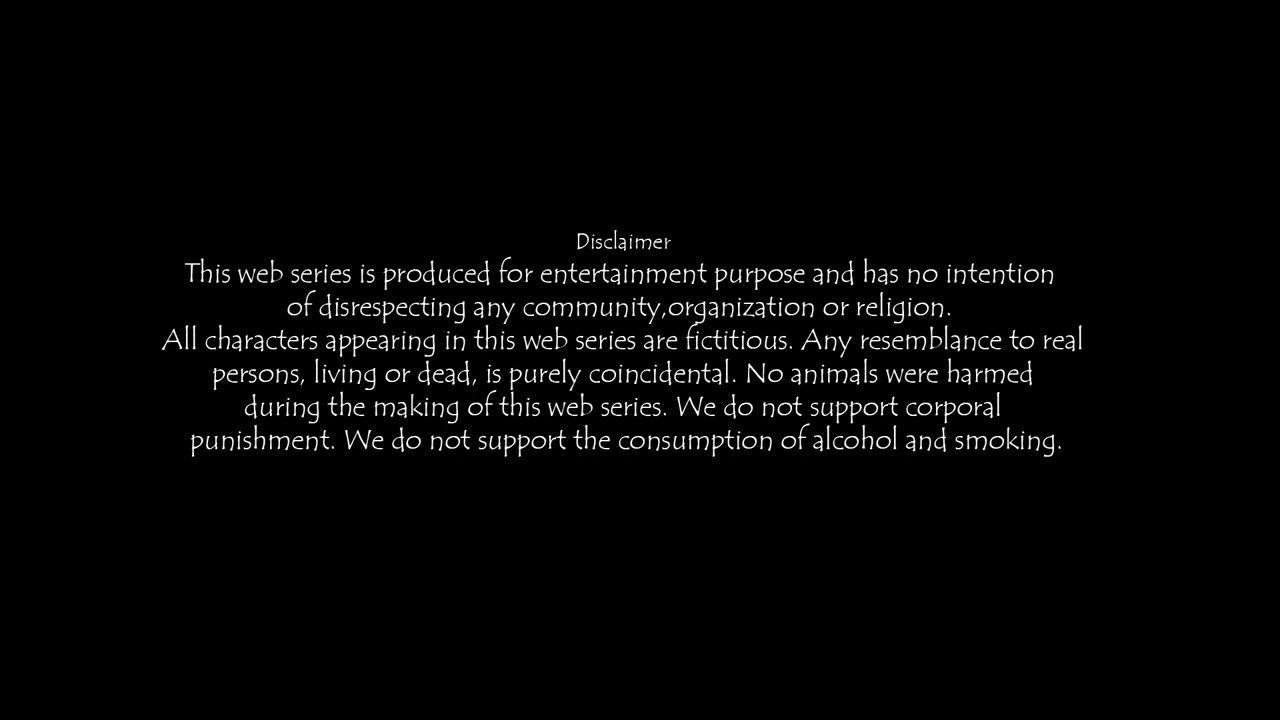 Disclaimer
This web series is produced for entertainment purpose and has no intention
of disrespecting any community,organization or religion.
All characters appearing in this web series are fictitious. Any resemblance to real
persons, living or dead, is purely coincidental. No animals were harmed
during the making of this web series. We do not support corporal
punishment. We do not support the consumption of alcohol and smoking.